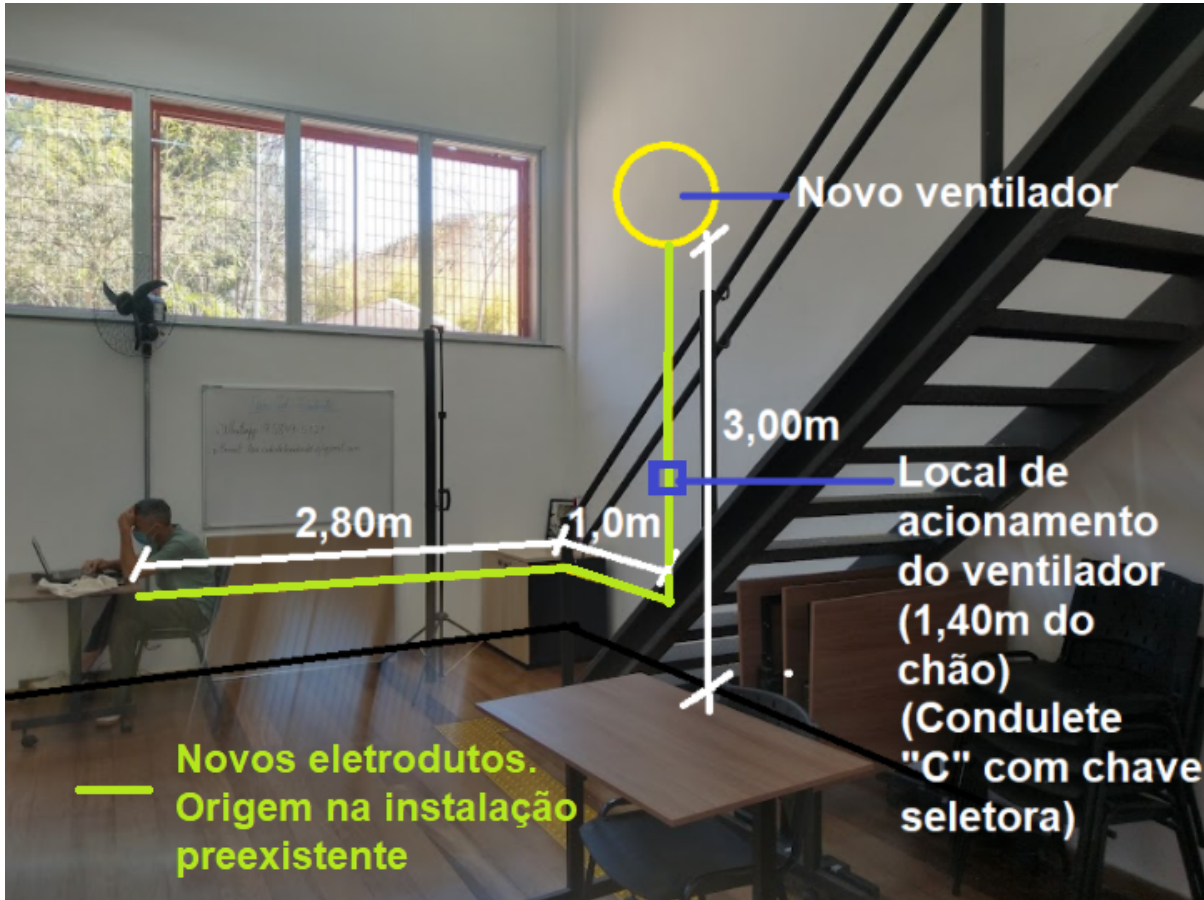 Novo ventilador
3,00m
Local de
acionamento
do ventilador
(1,40m do
chão)
(Condulete
"C" com chave
seletora)
2,80m
1,0m
Novos eletrodutos.
Origem na instalação
preexistente